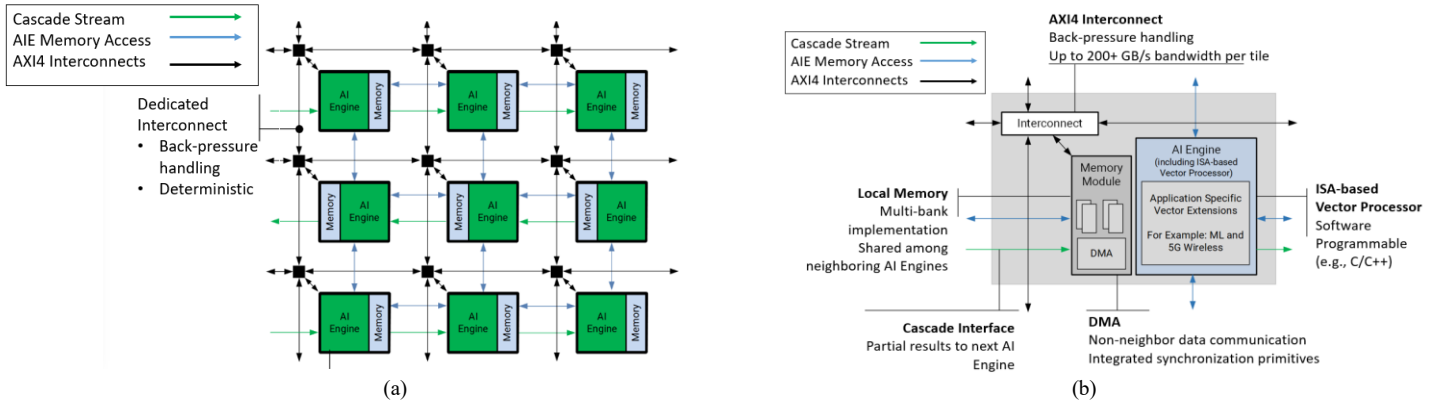 Cascade Stream
AIE Memory Access
AXI4 Interconnects
Dedicated
Interconnect
• Back-pressure
handling
• Deterministic
AI
Engine
Memory
AI
Engine
Memory
AI
Engine
Memory
Memory
AI
Engine
Memory
AI
Engine
Memory
AI
Engine
AI
Engine
Memory
AI
Engine
Memory
AI
Engine
Memory
(a)
Cascade Stream
AIE Memory Access
AXI4 Interconnects
AXI4 Interconnect
Back-pressure handling
Up to 200+ GB/s bandwidth per tile
Interconnect
Memory
Module
DMA
AI Engine
(including ISA-based
Vector Processor)
Application Specific
Vector Extensions
For Example: ML and
5G Wireless
Local Memory
Multi-bank
implementation
Shared among
neighboring AI Engines
ISA-based
Vector Processor
Software
Programmable
(e.g., C/C++)
Cascade Interface
Partial results to next AI
Engine
DMA
Non-neighbor data communication
Integrated synchronization primitives
(b)